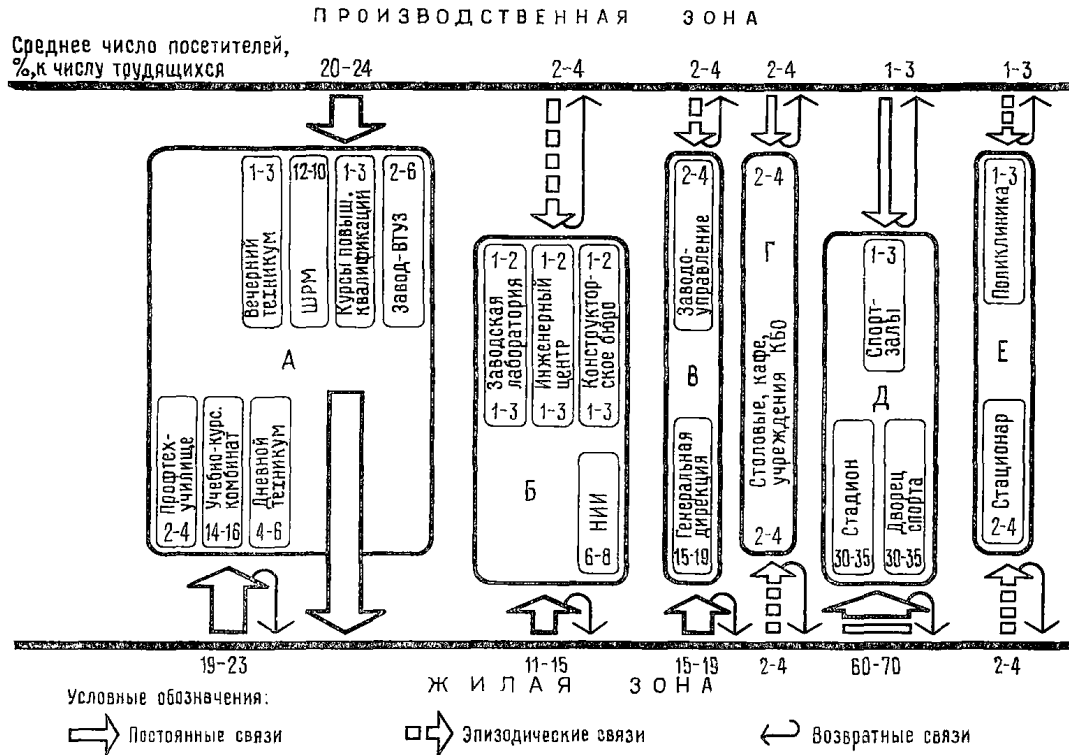 ПРОИЗВОДСТВЕННАЯ ЗОНА
Среднее число посетителей,
%, к числу трудящихся
20-24
2-4
2-4
2-4
1-3
1-3
1-3
Вечерний
техникум
12-10
ШРМ
1-3
Курсы повыш.
квалификации
2-6
Завод-ВТУЗ
А
Профтех-
училище
2-4
Учебно-курс.
комбинат
14-16
Дневной
техникум
4-6
1-2
Заводская
лаборатория
1-3
1-2
Инженерный
центр
1-3
1-2
Конструктор-
ское бюро
1-3
Б
НИИ
6-8
2-4
Заводо-
управление
В
Генеральная
дирекция
15-19
2-4
Г
Столовые, кафе,
учреждения КБО
2-4
1-3
Спорт-
залы
Д
Стадион
30-35
Дворец
спорта
30-35
1-3
Поликлиника
Е
Стационар
2-4
19-23
11-15
15-19
2-4
60-70
2-4
ЖИЛАЯ ЗОНА
Условные обозначения:
Постоянные связи
Эпизодические связи
Возвратные связи